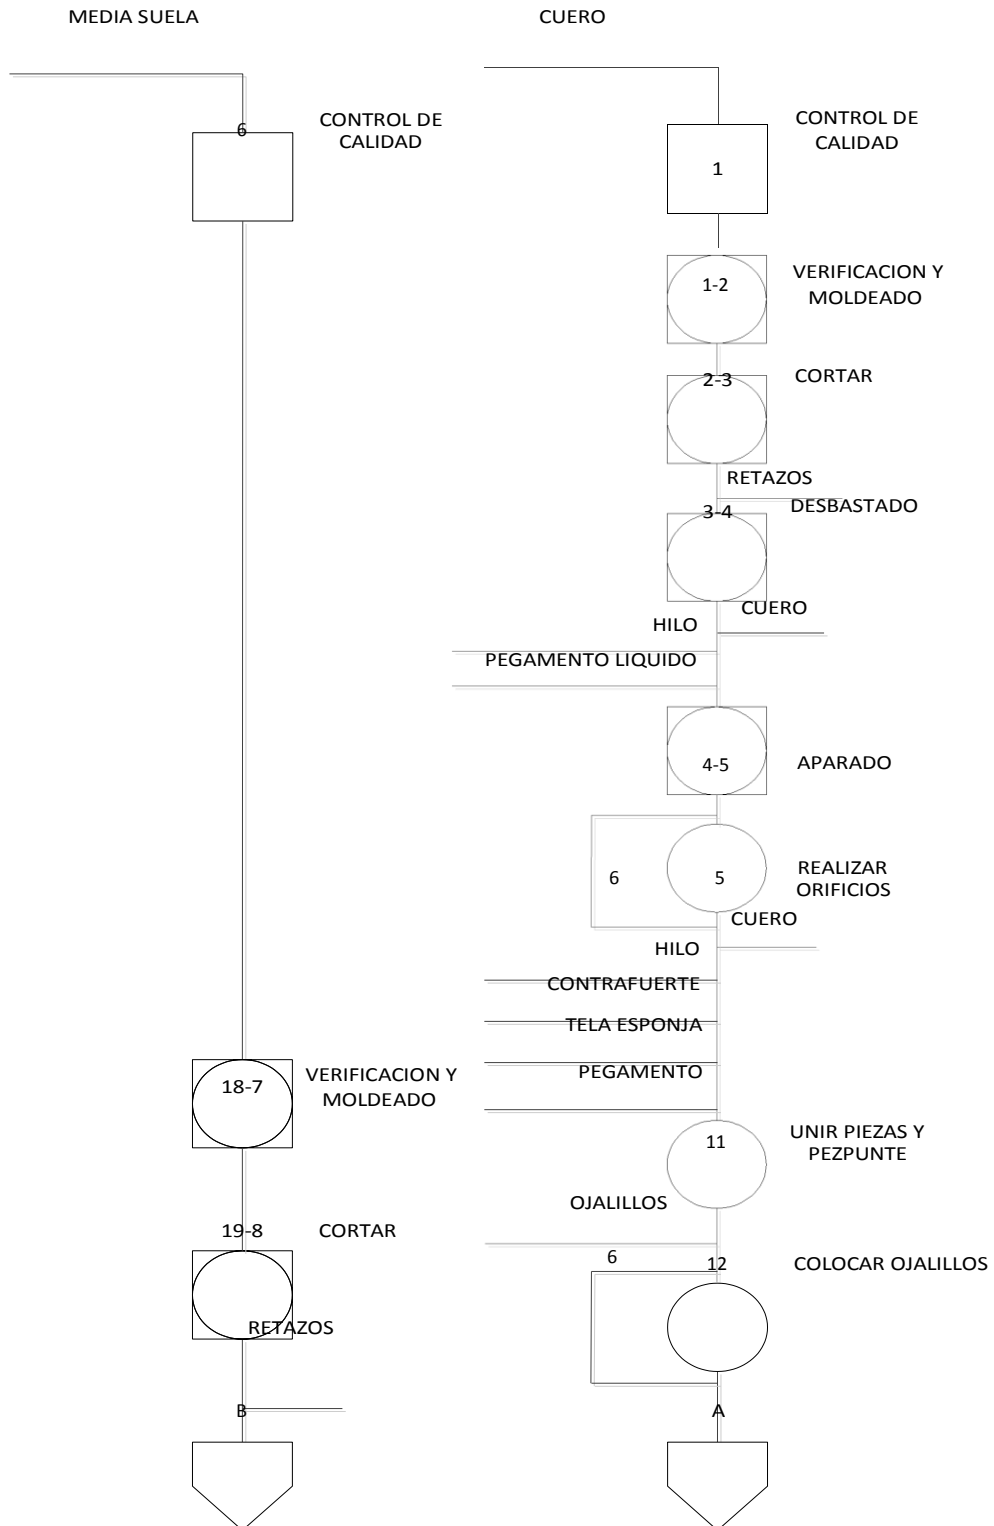 MEDIA SUELA
CUERO
6
CONTROL DE
CALIDAD
CONTROL DE
CALIDAD
1
1-2
VERIFICACION Y
MOLDEADO
2-3
CORTAR
RETAZOS
3-4
DESBASTADO
CUERO
HILO
PEGAMENTO LIQUIDO
4-5
APARADO
6
5
REALIZAR
ORIFICIOS
CUERO
HILO
CONTRAFUERTE
TELA ESPONJA
PEGAMENTO
18-7
VERIFICACION Y
MOLDEADO
11
UNIR PIEZAS Y
PEZPUNTE
OJALILLOS
19-8
CORTAR
6
12
COLOCAR OJALILLOS
RETAZOS
B
A